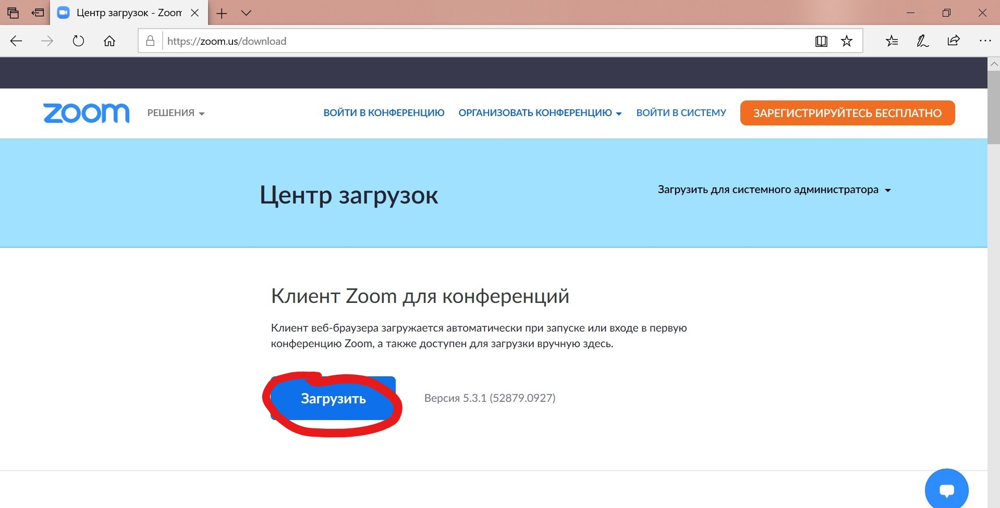 Центр загрузок - Zoom
https://zoom.us/download
zoom
РЕШЕНИЯ
ВОЙТИ В КОНФЕРЕНЦИЮ
ОРГАНИЗОВАТЬ КОНФЕРЕНЦИЮ
ВОЙТИ В СИСТЕМУ
ЗАРЕГИСТРИРУЙТЕСЬ БЕСПЛАТНО
Центр загрузок
Загрузить для системного администратора
Клиент Zoom для конференций
Клиент веб-браузера загружается автоматически при запуске или входе в первую
конференцию Zoom, а также доступен для загрузки вручную здесь.
Загрузить
Версия 5.3.1 (52879.0927)